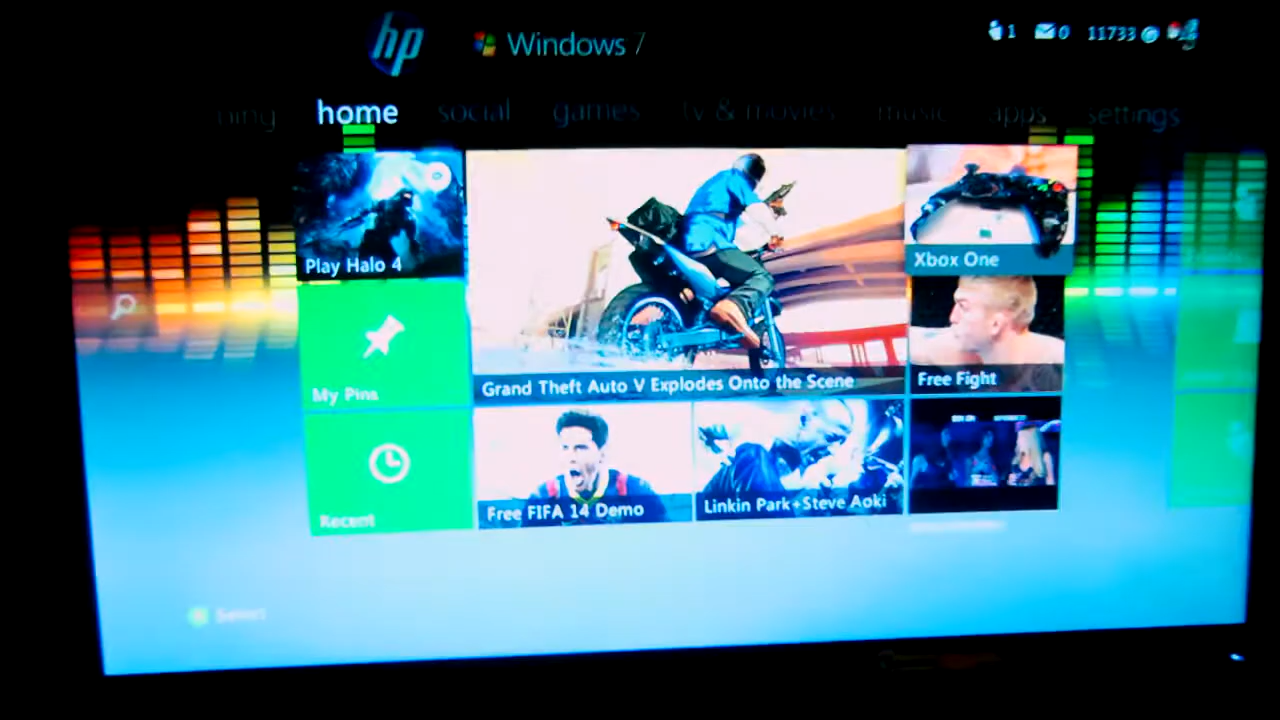 hp Windows 7
1 0 11733 G
bing home social games tv & movies music apps settings
Play Halo 4
Xbox One
My Pins
Grand Theft Auto V Explodes Onto the Scene
Free Fight
Recent
Free FIFA 14 Demo
Linkin Park+Steve Aoki
Select